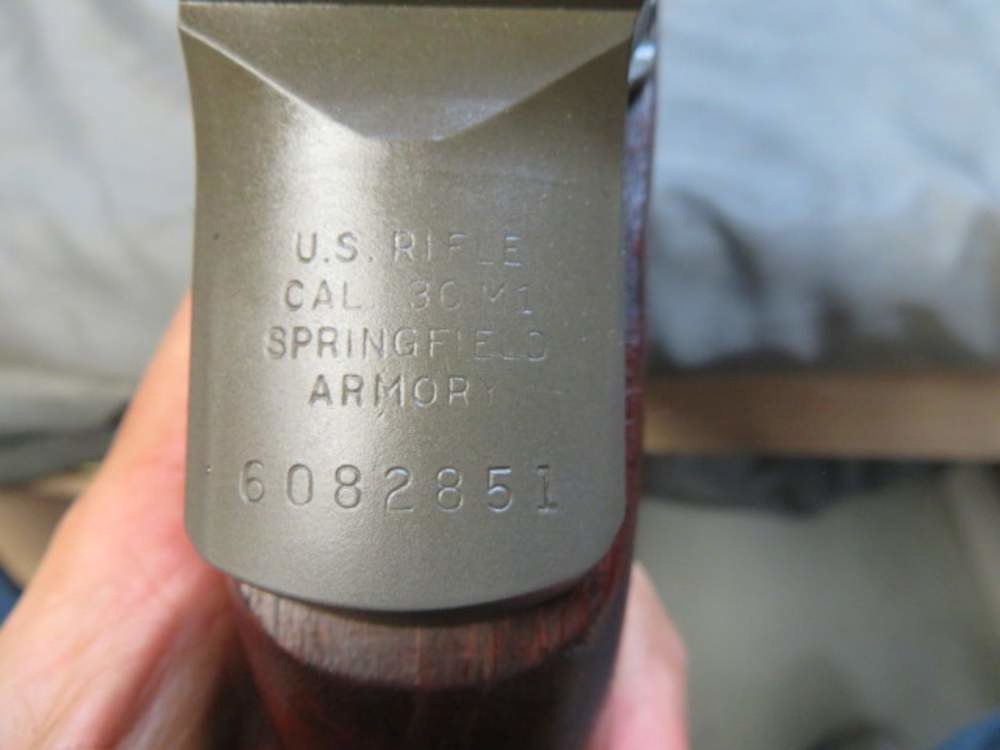 U.S. RIFLE
CAL. 30 M1
SPRINGFIELD
ARMORY
6082851